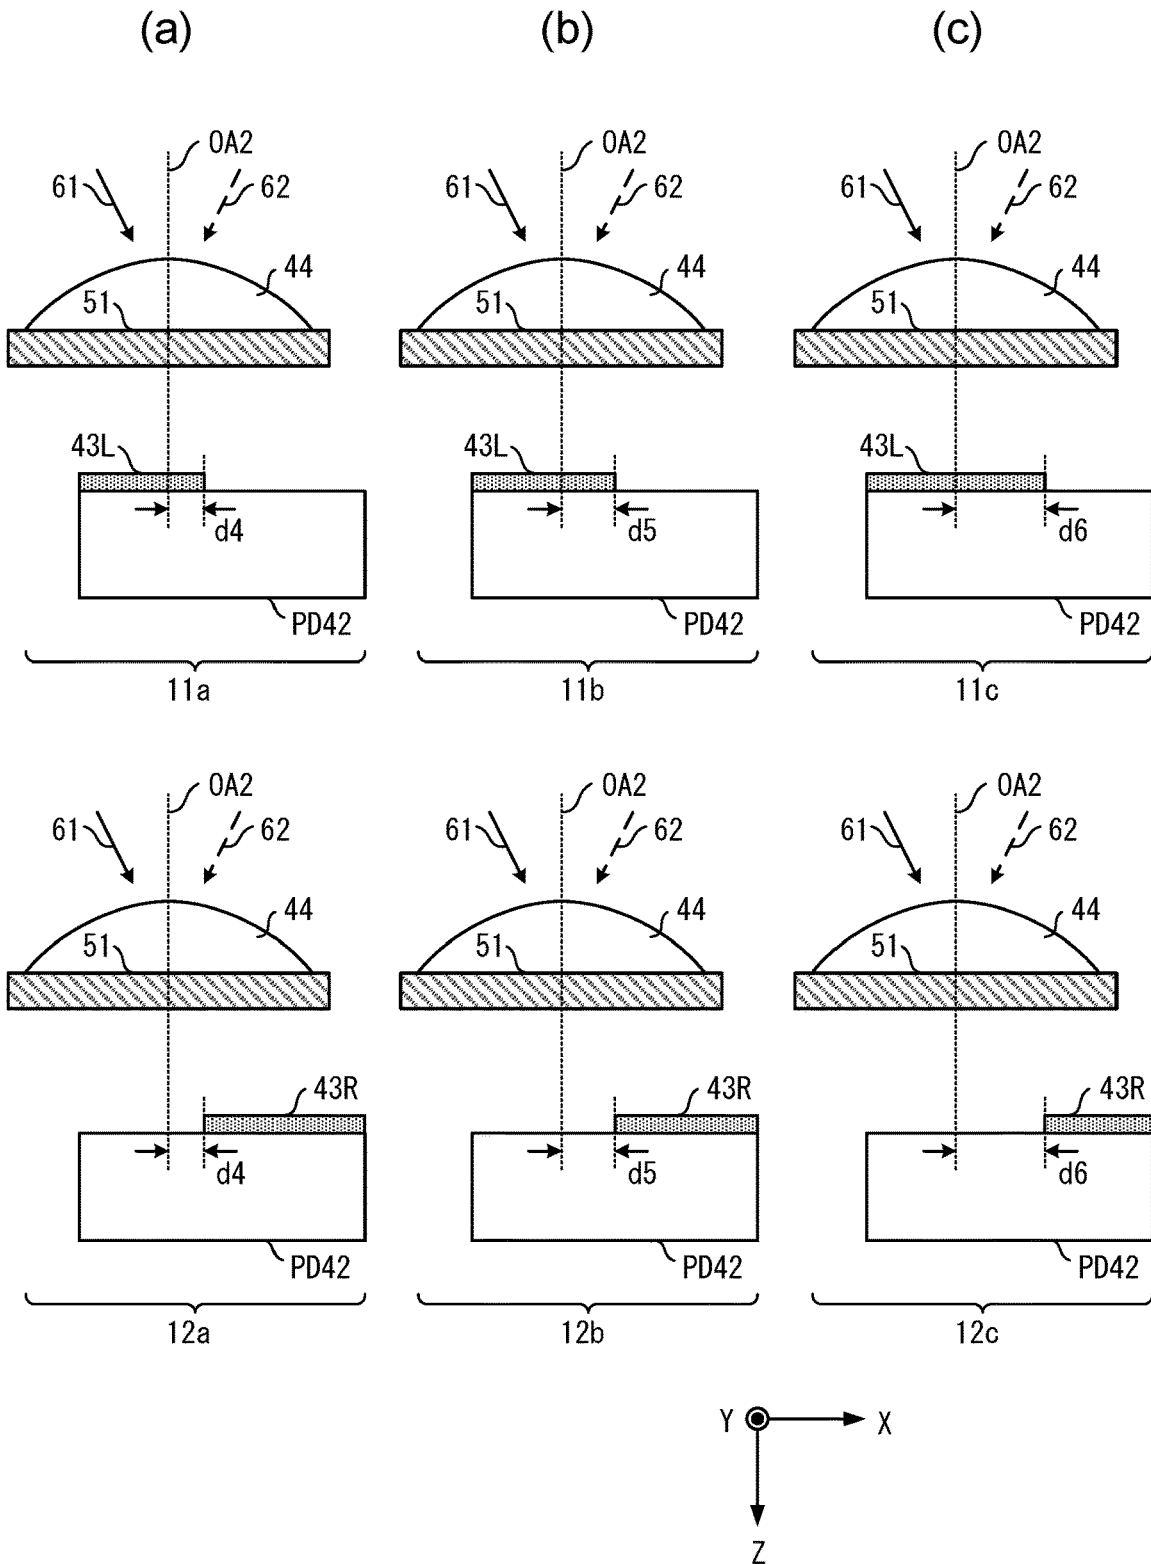 (a) (b) (c)
OA2 OA2 OA2
61 62 61 62 61 62
44 44 44
51 51 51
43L 43L 43L
d4 d5 d6
PD42 PD42 PD42
11a 11b 11c
OA2 OA2 OA2
61 62 61 62 61 62
44 44 44
51 51 51
43R 43R 43R
d4 d5 d6
PD42 PD42 PD42
12a 12b 12c
Y X
Z